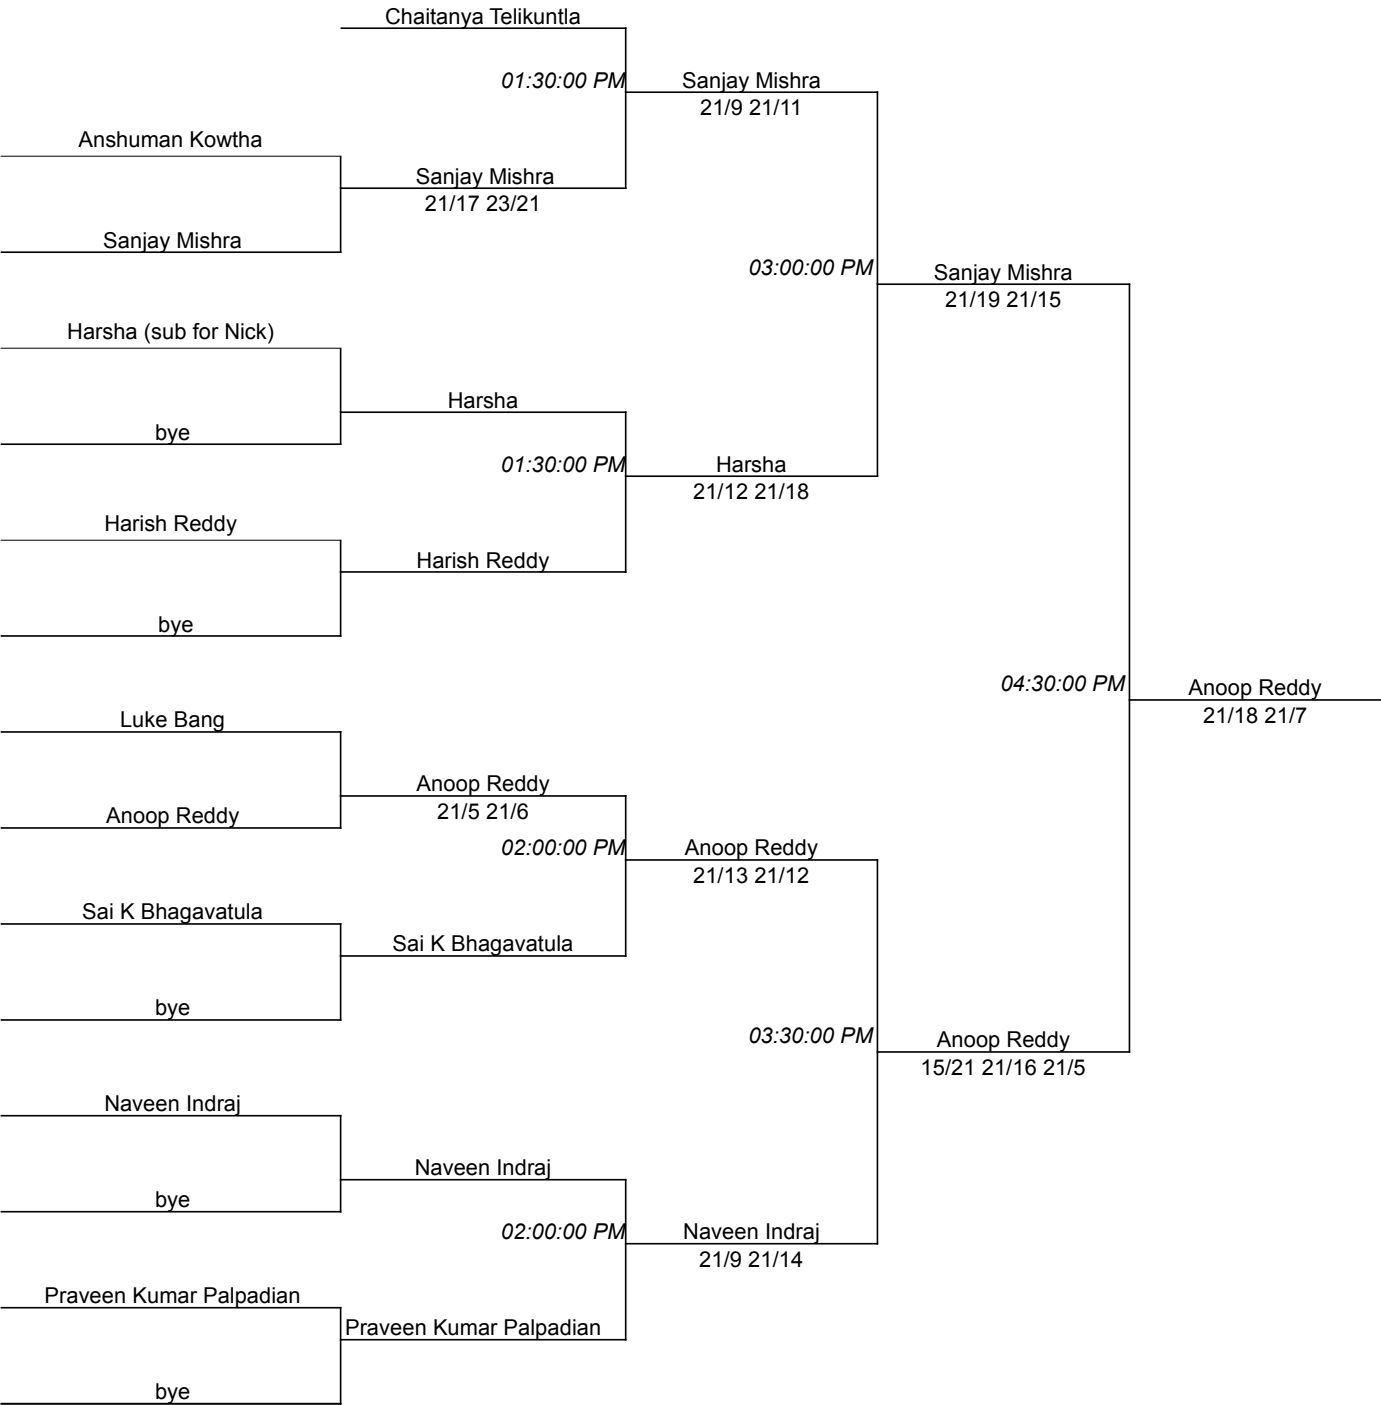 Chaitanya Telikuntla
01:30:00 PM
Sanjay Mishra
21/9 21/11
Anshuman Kowtha
Sanjay Mishra
21/17 23/21
Sanjay Mishra
03:00:00 PM
Sanjay Mishra
21/19 21/15
Harsha (sub for Nick)
Harsha
bye
01:30:00 PM
Harsha
21/12 21/18
Harish Reddy
Harish Reddy
bye
04:30:00 PM
Anoop Reddy
21/18 21/7
Luke Bang
Anoop Reddy
21/5 21/6
Anoop Reddy
02:00:00 PM
Anoop Reddy
21/13 21/12
Sai K Bhagavatula
Sai K Bhagavatula
bye
03:30:00 PM
Anoop Reddy
15/21 21/16 21/5
Naveen Indraj
Naveen Indraj
bye
02:00:00 PM
Naveen Indraj
21/9 21/14
Praveen Kumar Palpadian
Praveen Kumar Palpadian
bye